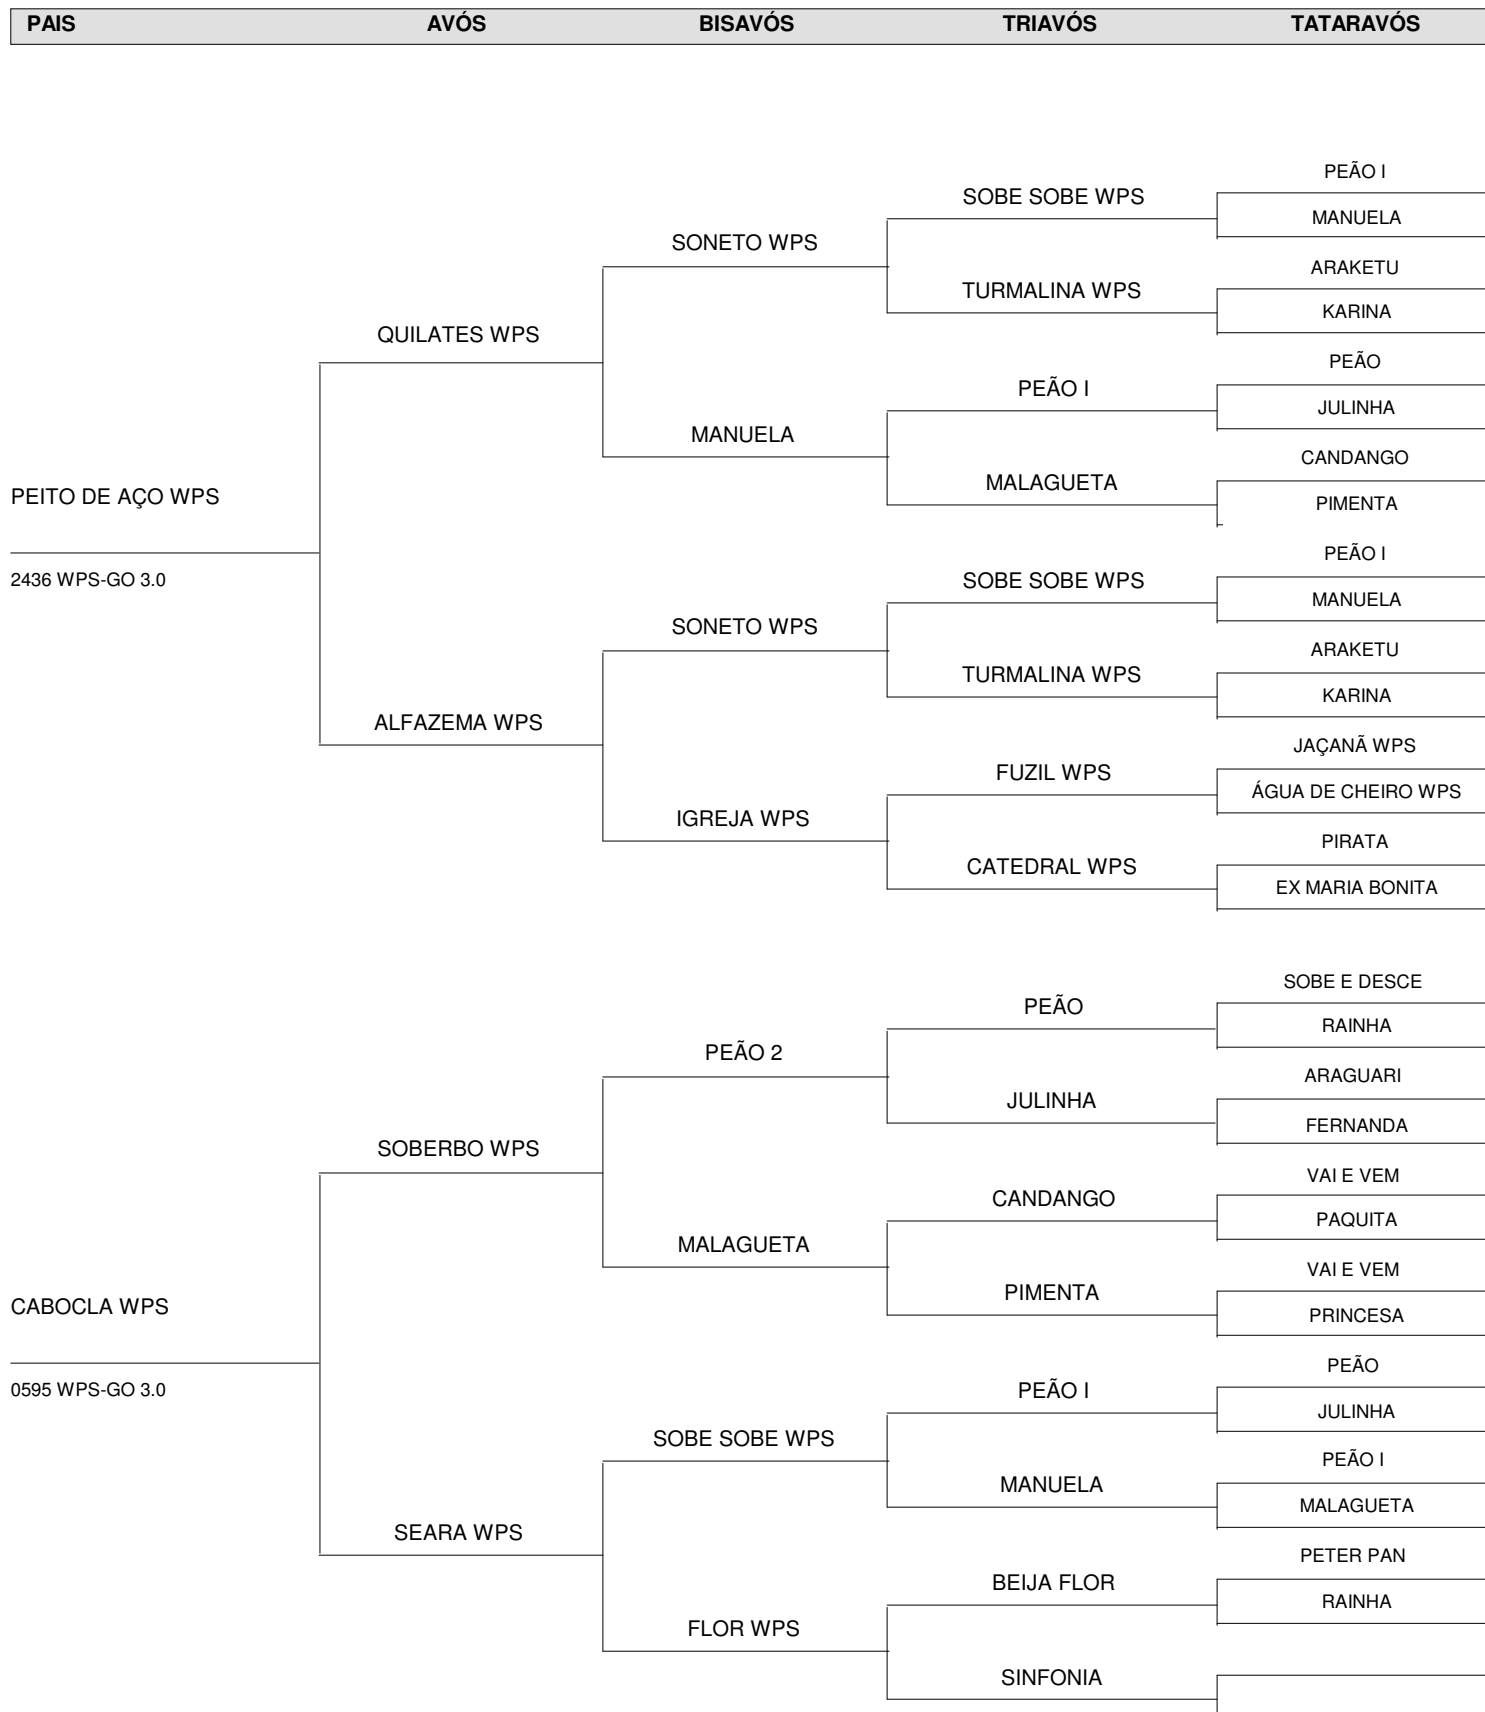 PAIS AVÓS BISAVÓS TRIAVÓS TATARAVÓS
PEÃO I
SOBE SOBE WPS
MANUELA
SONETO WPS
ARAKETU
TURMALINA WPS
KARINA
QUILATES WPS
PEÃO
PEÃO I
JULINHA
MANUELA
CANDANGO
MALAGUETA
PEITO DE AÇO WPS
PIMENTA
PEÃO I
2436 WPS-GO 3.0
SOBE SOBE WPS
MANUELA
SONETO WPS
ARAKETU
TURMALINA WPS
KARINA
ALFAZEMA WPS
JAÇANÃ WPS
FUZIL WPS
ÁGUA DE CHEIRO WPS
IGREJA WPS
PIRATA
CATEDRAL WPS
EX MARIA BONITA
SOBE E DESCE
PEÃO
RAINHA
PEÃO 2
ARAGUARI
JULINHA
FERNANDA
SOBERBO WPS
VAI E VEM
CANDANGO
PAQUITA
MALAGUETA
VAI E VEM
PIMENTA
CABOCLA WPS
PRINCESA
PEÃO
0595 WPS-GO 3.0
PEÃO I
JULINHA
SOBE SOBE WPS
PEÃO I
MANUELA
MALAGUETA
SEARA WPS
PETER PAN
BEIJA FLOR
RAINHA
FLOR WPS
SINFONIA